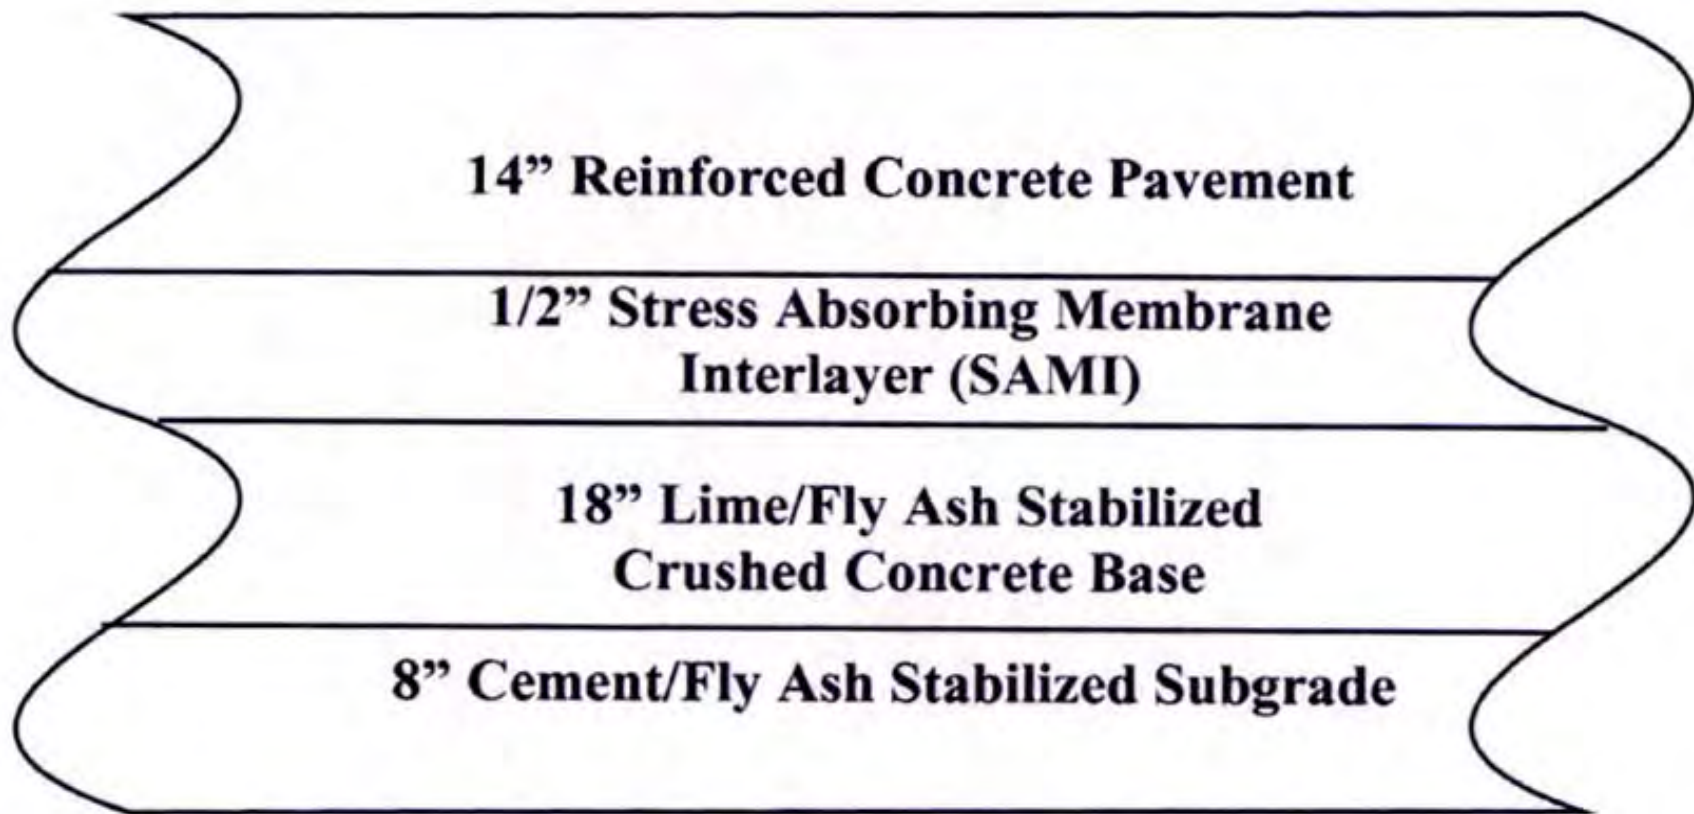 14” Reinforced Concrete Pavement
1/2” Stress Absorbing Membrane
Interlayer (SAMI)
18” Lime/Fly Ash Stabilized
Crushed Concrete Base
8” Cement/Fly Ash Stabilized Subgrade